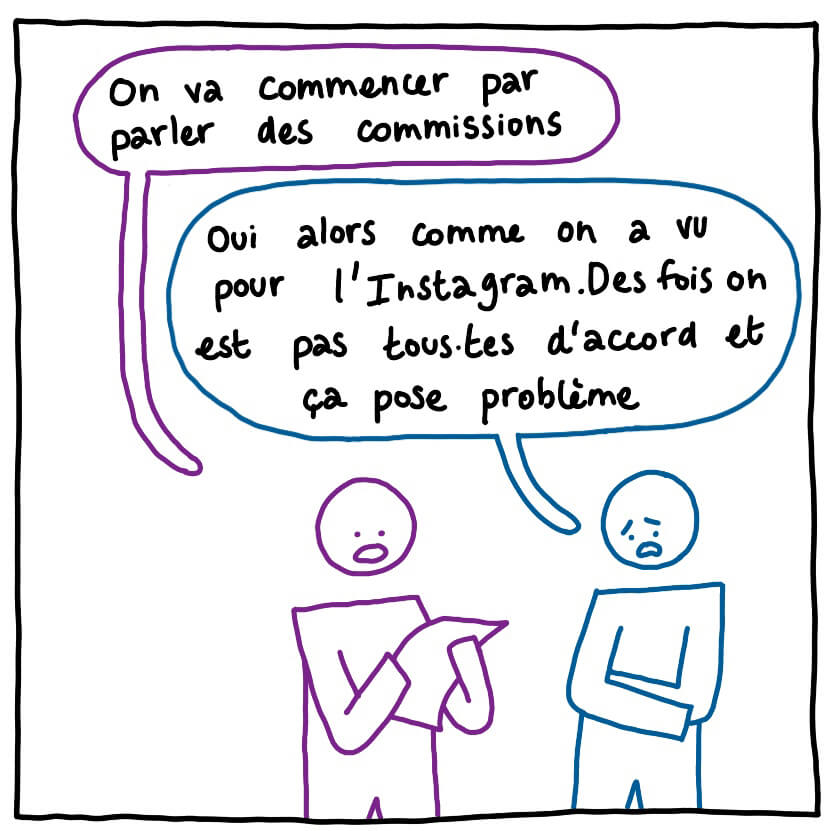 On va commencer par
parler des commissions
Oui alors comme on a vu
pour l'Instagram. Des fois on
est pas tous·tes d'accord et
ça pose problème